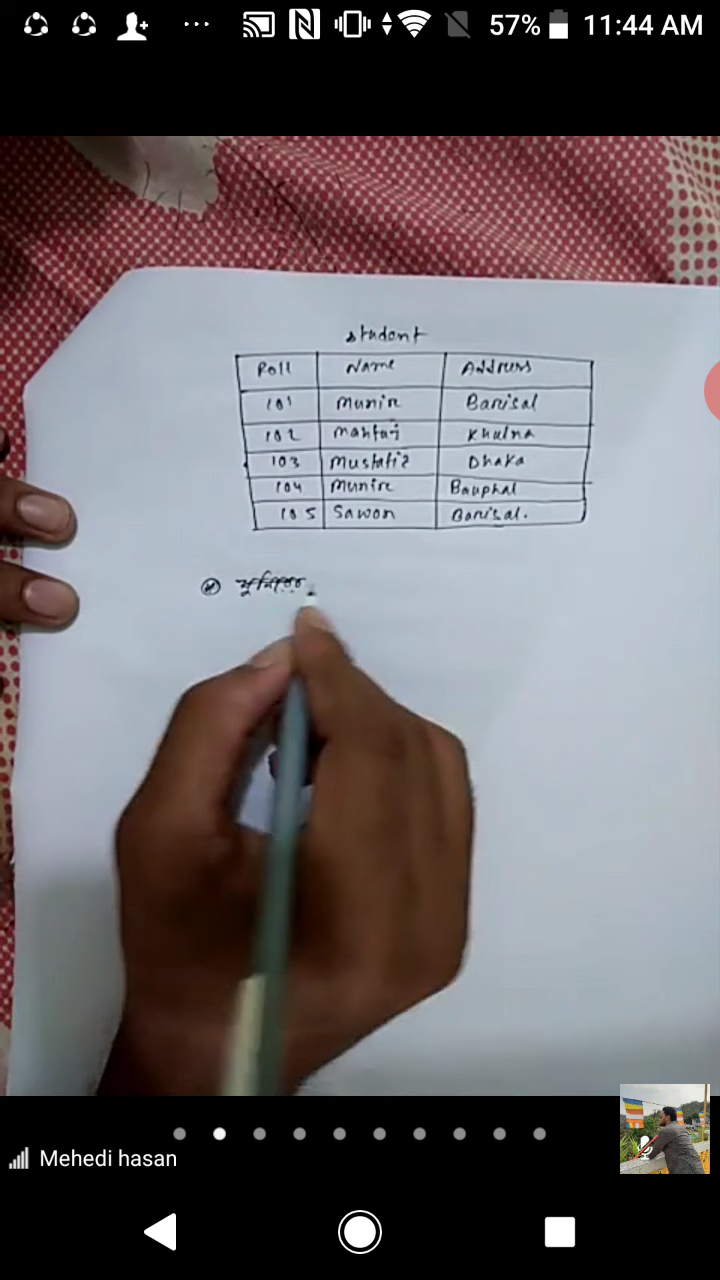 57% 11:44 AM
student
Roll Name Address
101 Munir Barisal
102 Mahfuj Khulna
103 Mustafiz Dhaka
104 Munir Bauphal
105 Sawon Barisal.
মুনিরের
Mehedi hasan